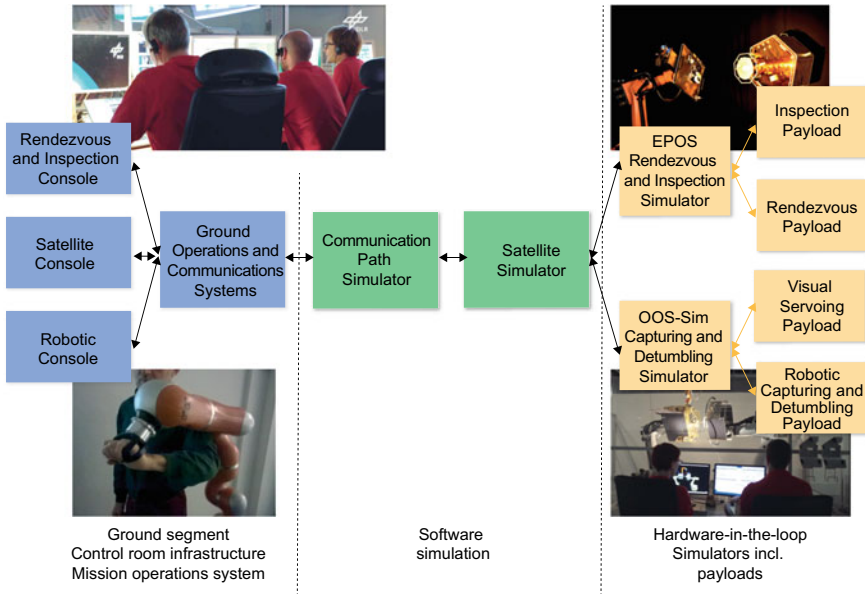 DLR
Rendezvous
and Inspection
Console
Satellite
Console
Robotic
Console
Ground
Operations and
Communications
Systems
Communication
Path
Simulator
Satellite
Simulator
EPOS
Rendezvous
and Inspection
Simulator
Inspection
Payload
Rendezvous
Payload
OOS-Sim
Capturing and
Detumbling
Simulator
Visual
Servoing
Payload
Robotic
Capturing and
Detumbling
Payload
Ground segment
Control room infrastructure
Mission operations system
Software
simulation
Hardware-in-the-loop
Simulators incl.
payloads